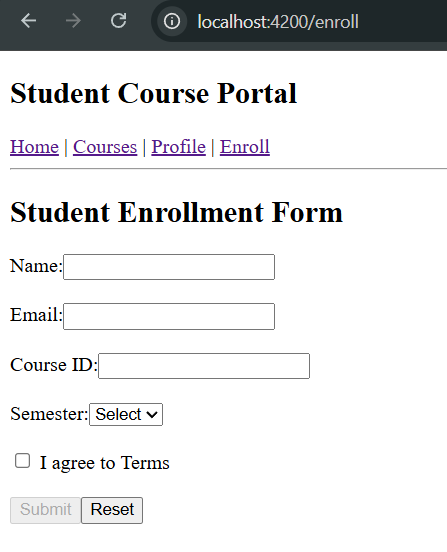 localhost:4200/enroll
Student Course Portal
Home | Courses | Profile | Enroll
Student Enrollment Form
Name:
Email:
Course ID:
Semester: Select
I agree to Terms
Submit Reset